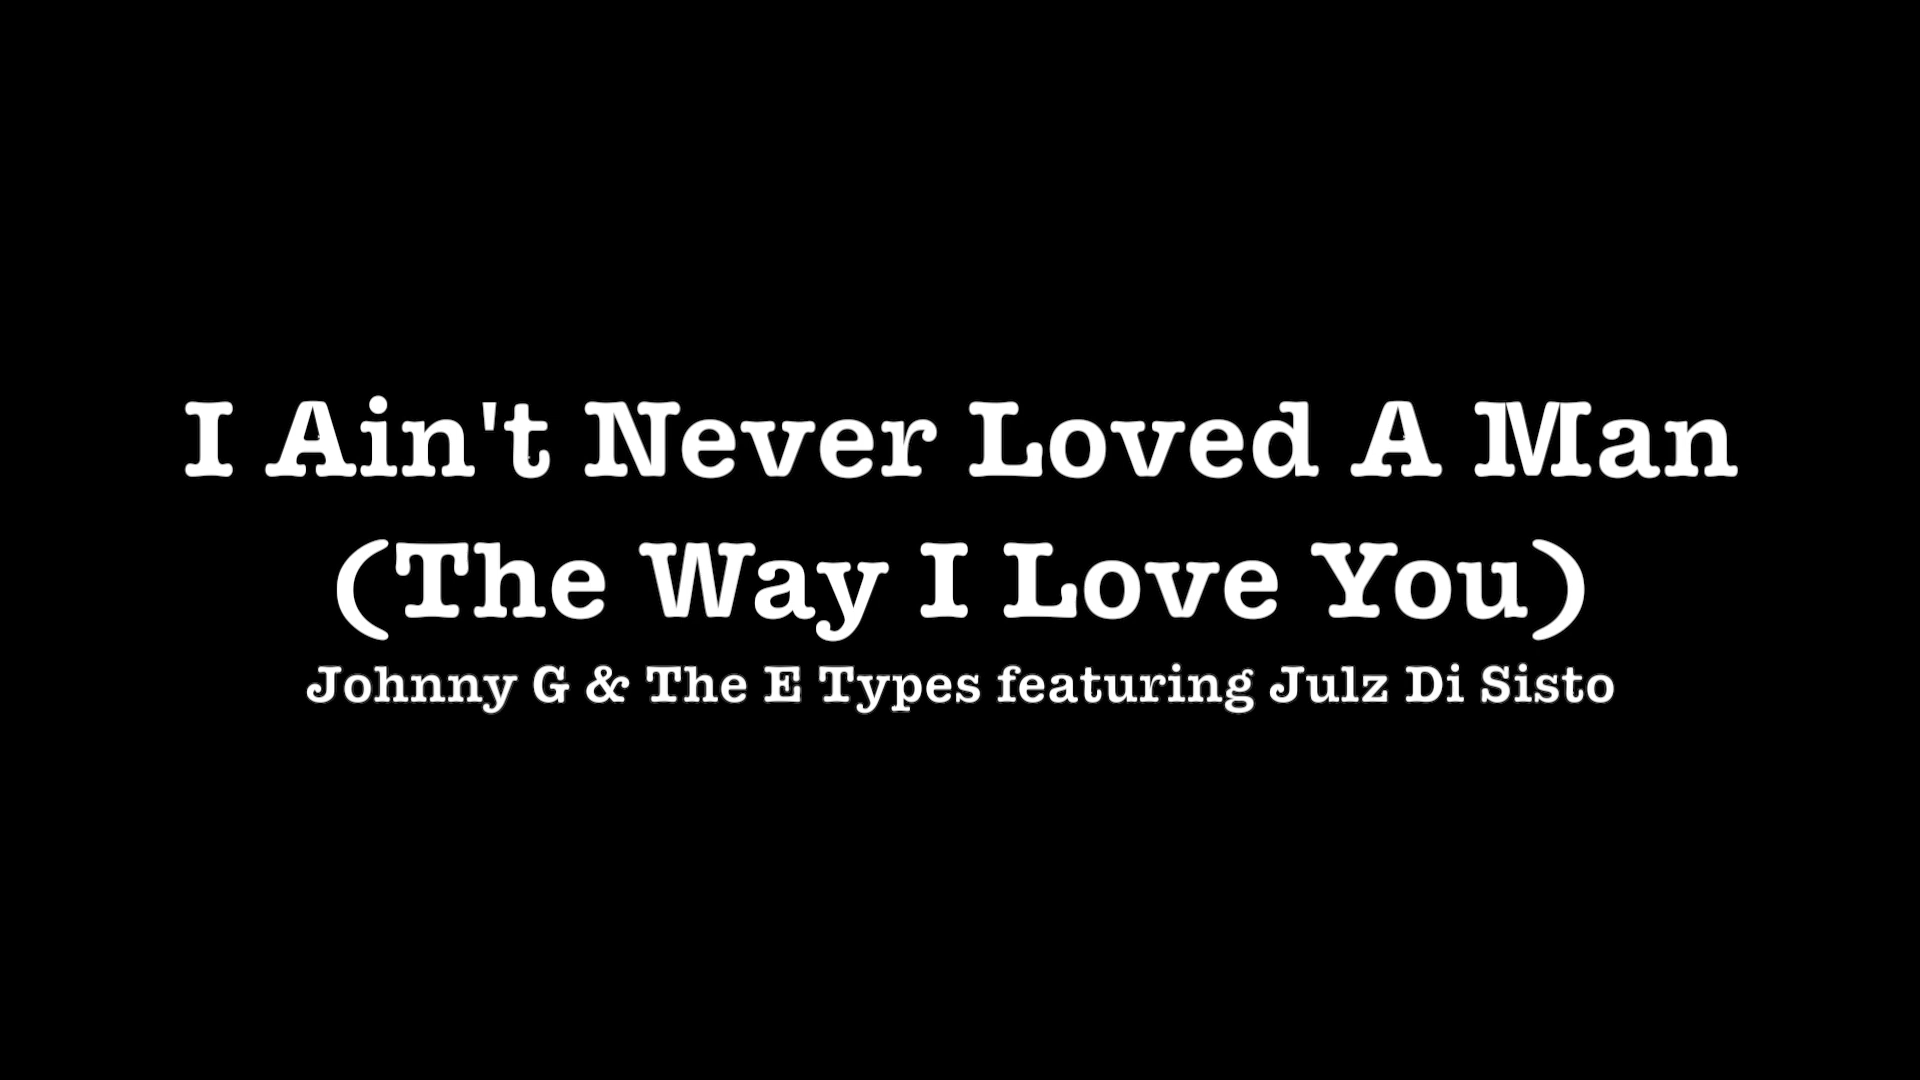 I Ain't Never Loved A Man
(The Way I Love You)
Johnny G & The E Types featuring Julz Di Sisto